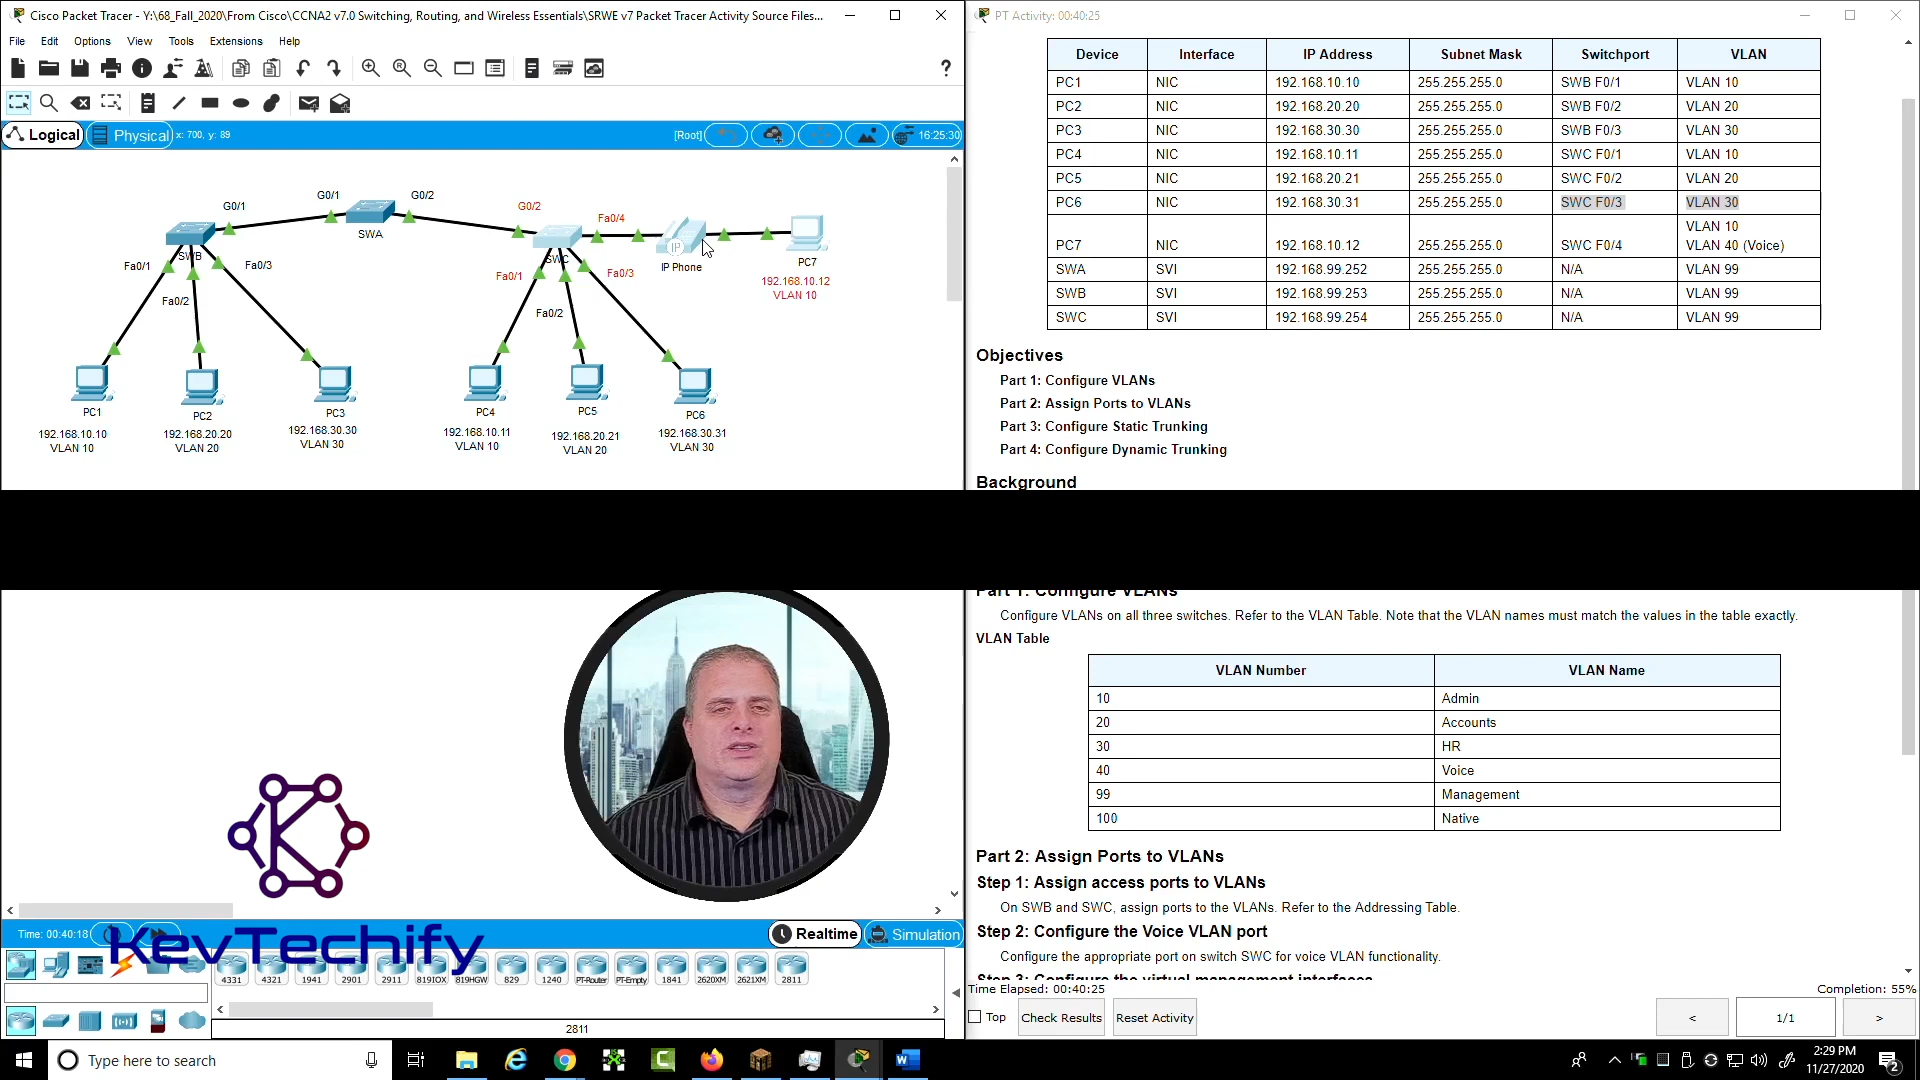 Cisco Packet Tracer - Y:\68_Fall_2020\From Cisco\CCNA2 v7.0 Switching, Routing, and Wireless Essentials\SRWE v7 Packet Tracer Activity Source Files...
File Edit Options View Tools Extensions Help
Logical Physical x: 700, y: 89 [Root] 16:25:30
G0/1 G0/1 G0/2 G0/2 Fa0/4
SWA SWB SWC IP IP Phone PC7
192.168.10.12
VLAN 10
Fa0/1 Fa0/2 Fa0/3 Fa0/1 Fa0/2 Fa0/3
PC1 PC2 PC3 PC4 PC5 PC6
192.168.10.10 192.168.20.20 192.168.30.30 192.168.10.11 192.168.20.21 192.168.30.31
VLAN 10 VLAN 20 VLAN 30 VLAN 10 VLAN 20 VLAN 30
KevTechify
Time: 00:40:18 Realtime Simulation
4331 4321 1941 2901 2911 819IOX 819HGW 829 1240 PT-Router PT-Empty 1841 2620XM 2621XM 2811
2811
PT Activity: 00:40:25
Device Interface IP Address Subnet Mask Switchport VLAN
PC1 NIC 192.168.10.10 255.255.255.0 SWB F0/1 VLAN 10
PC2 NIC 192.168.20.20 255.255.255.0 SWB F0/2 VLAN 20
PC3 NIC 192.168.30.30 255.255.255.0 SWB F0/3 VLAN 30
PC4 NIC 192.168.10.11 255.255.255.0 SWC F0/1 VLAN 10
PC5 NIC 192.168.20.21 255.255.255.0 SWC F0/2 VLAN 20
PC6 NIC 192.168.30.31 255.255.255.0 SWC F0/3 VLAN 30
VLAN 10
PC7 NIC 192.168.10.12 255.255.255.0 SWC F0/4 VLAN 40 (Voice)
SWA SVI 192.168.99.252 255.255.255.0 N/A VLAN 99
SWB SVI 192.168.99.253 255.255.255.0 N/A VLAN 99
SWC SVI 192.168.99.254 255.255.255.0 N/A VLAN 99
Objectives
Part 1: Configure VLANs
Part 2: Assign Ports to VLANs
Part 3: Configure Static Trunking
Part 4: Configure Dynamic Trunking
Background
Part 1: Configure VLANs
Configure VLANs on all three switches. Refer to the VLAN Table. Note that the VLAN names must match the values in the table exactly.
VLAN Table
VLAN Number VLAN Name
10 Admin
20 Accounts
30 HR
40 Voice
99 Management
100 Native
Part 2: Assign Ports to VLANs
Step 1: Assign access ports to VLANs
On SWB and SWC, assign ports to the VLANs. Refer to the Addressing Table.
Step 2: Configure the Voice VLAN port
Configure the appropriate port on switch SWC for voice VLAN functionality.
Step 3: Configure the virtual management interfaces
Time Elapsed: 00:40:25 Completion: 55%
Top Check Results Reset Activity < 1/1 >
Type here to search
2:29 PM
11/27/2020
2